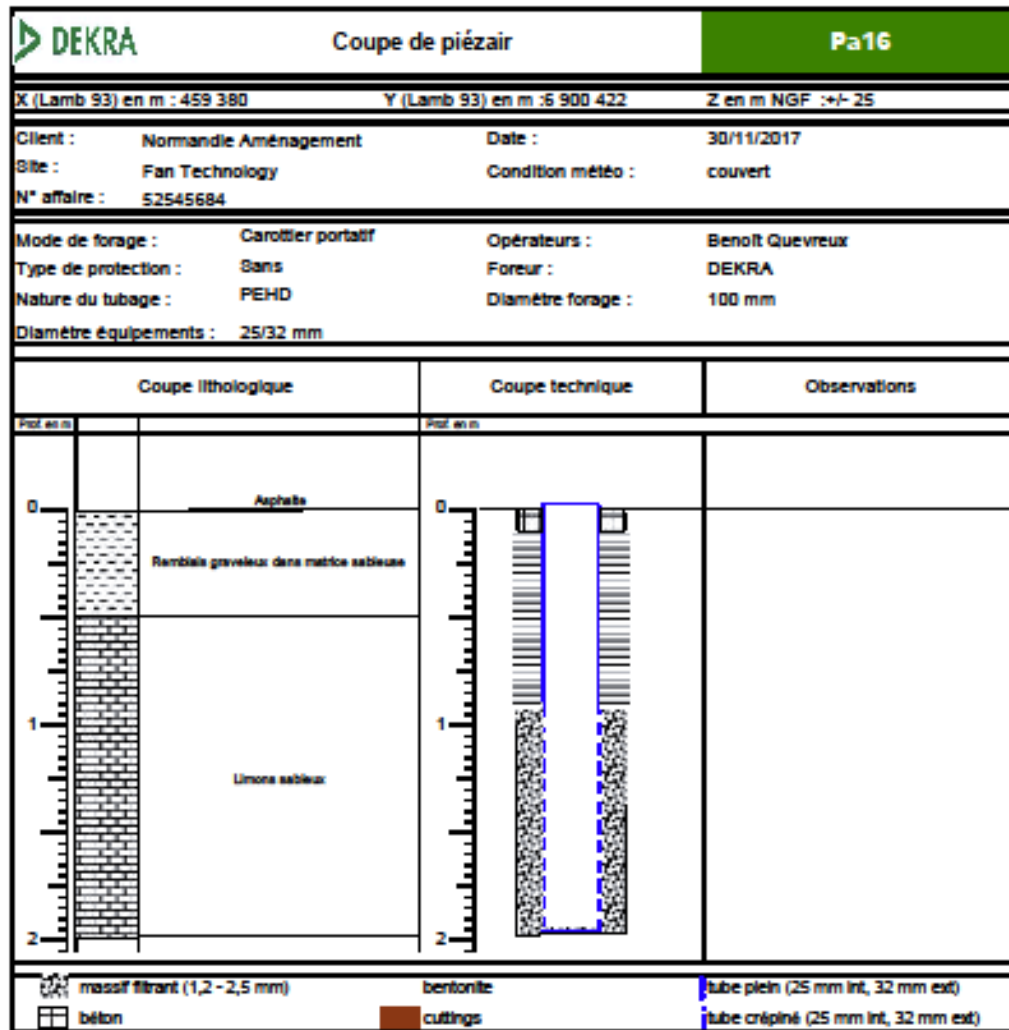 DEKRA Coupe de piézair Pa16
X (Lamb 93) en m : 459 380 Y (Lamb 93) en m :6 900 422 Z en m NGF :+/- 25
Client : Normandie Aménagement Date : 30/11/2017
Site : Fan Technology Condition météo : couvert
N° affaire : 52545684
Mode de forage : Carottier portatif Opérateurs : Benoît Quevreux
Type de protection : Sans Foreur : DEKRA
Nature du tubage : PEHD Diamètre forage : 100 mm
Diamètre équipements : 25/32 mm
Coupe lithologique Coupe technique Observations
Prof. en m Prof. en m
Asphalte
0 0
Remblais graveleux dans matrice sableuse
1 1
Limons sableux
2 2
massif filtrant (1,2 - 2,5 mm) bentonite tube plein (25 mm int, 32 mm ext)
béton cuttings tube crépiné (25 mm int, 32 mm ext)